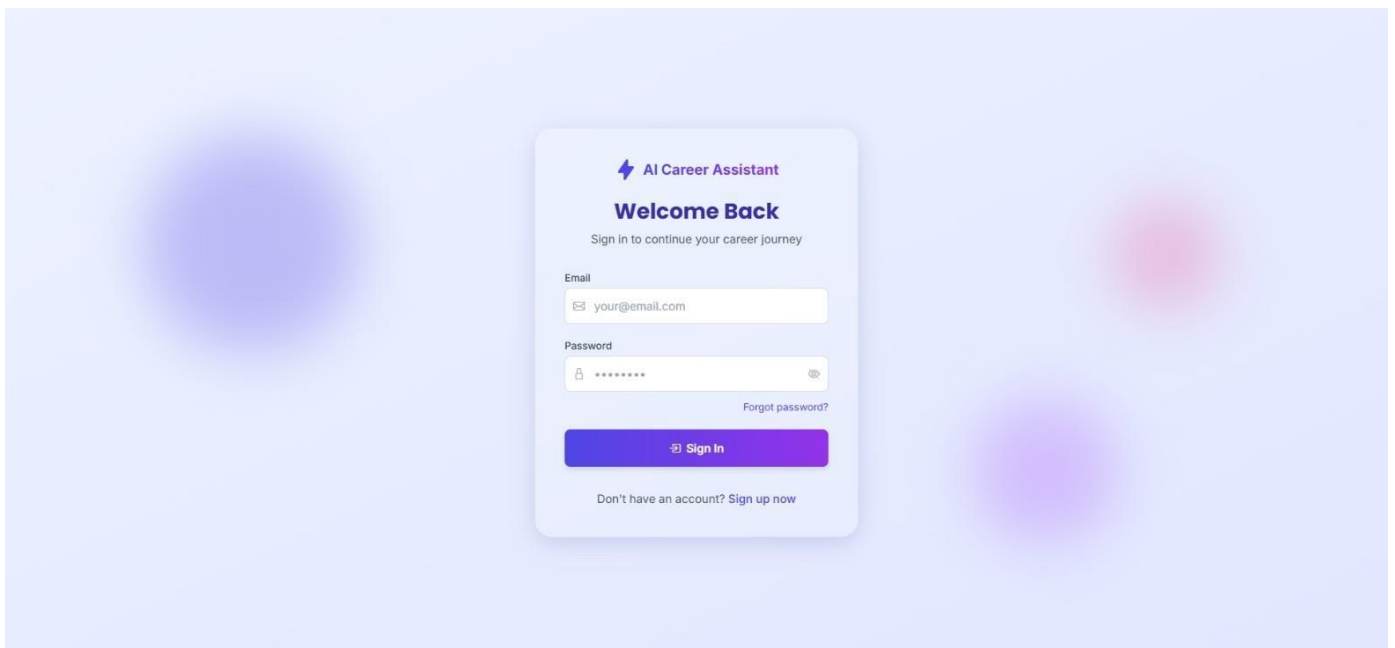 AI Career Assistant
Welcome Back
Sign in to continue your career journey
Email
your@email.com
Password
••••••••
Forgot password?
Sign In
Don't have an account? Sign up now